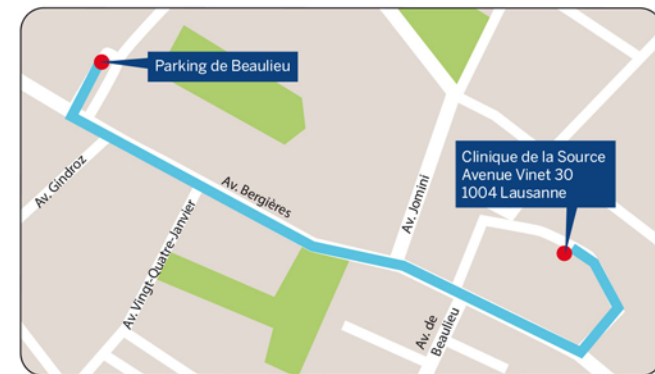 Parking de Beaulieu
Av. Gindroz
Av. Bergières
Av. Vingt-Quatre-Janvier
Av. Jomini
Clinique de la Source
Avenue Vinet 30
1004 Lausanne
Av. de
Beaulieu